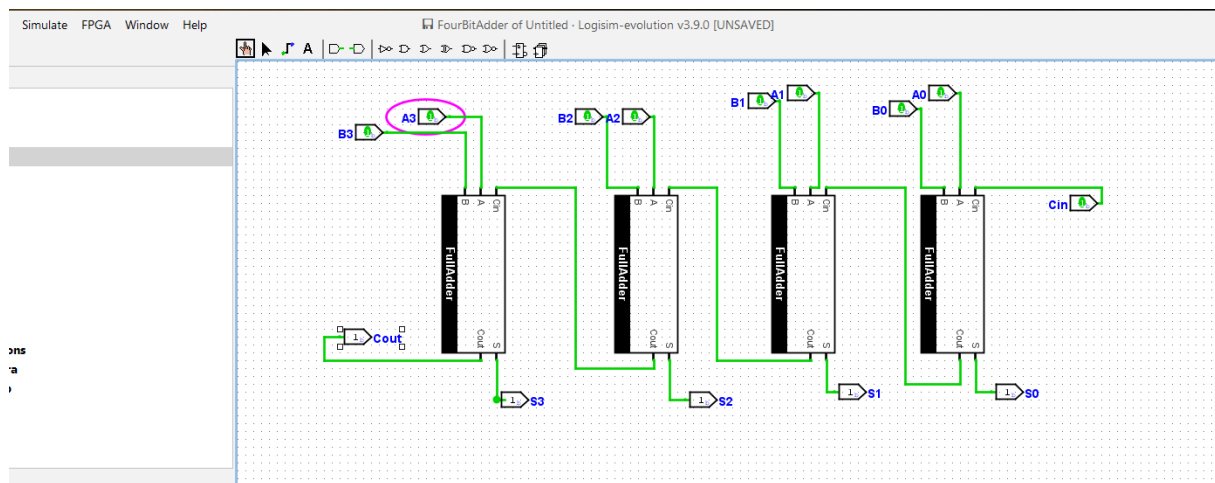 Simulate FPGA Window Help
FourBitAdder of Untitled · Logisim-evolution v3.9.0 [UNSAVED]
A
A3 B2 A2 B1 A1 B0 A0
B3
Cin
B A Cin B A Cin B A Cin B A Cin
FullAdder FullAdder FullAdder FullAdder
Cout S Cout S Cout S Cout S
1 Cout
1 S3 1 S2 1 S1 1 S0
ons
ra